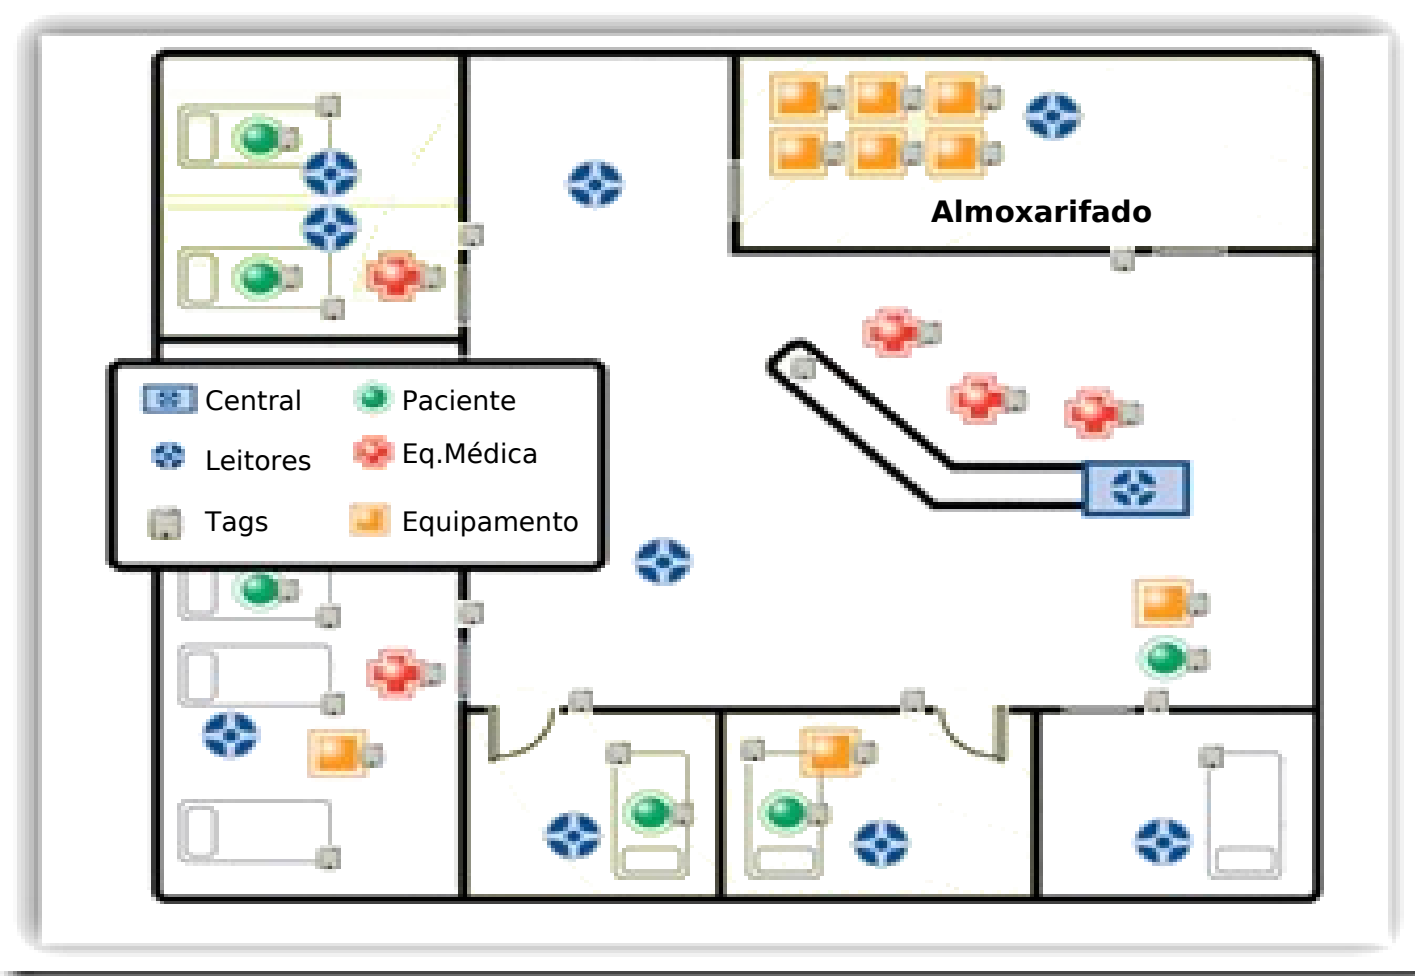 Almoxarifado
Central
Paciente
Leitores
Eq.Médica
Tags
Equipamento